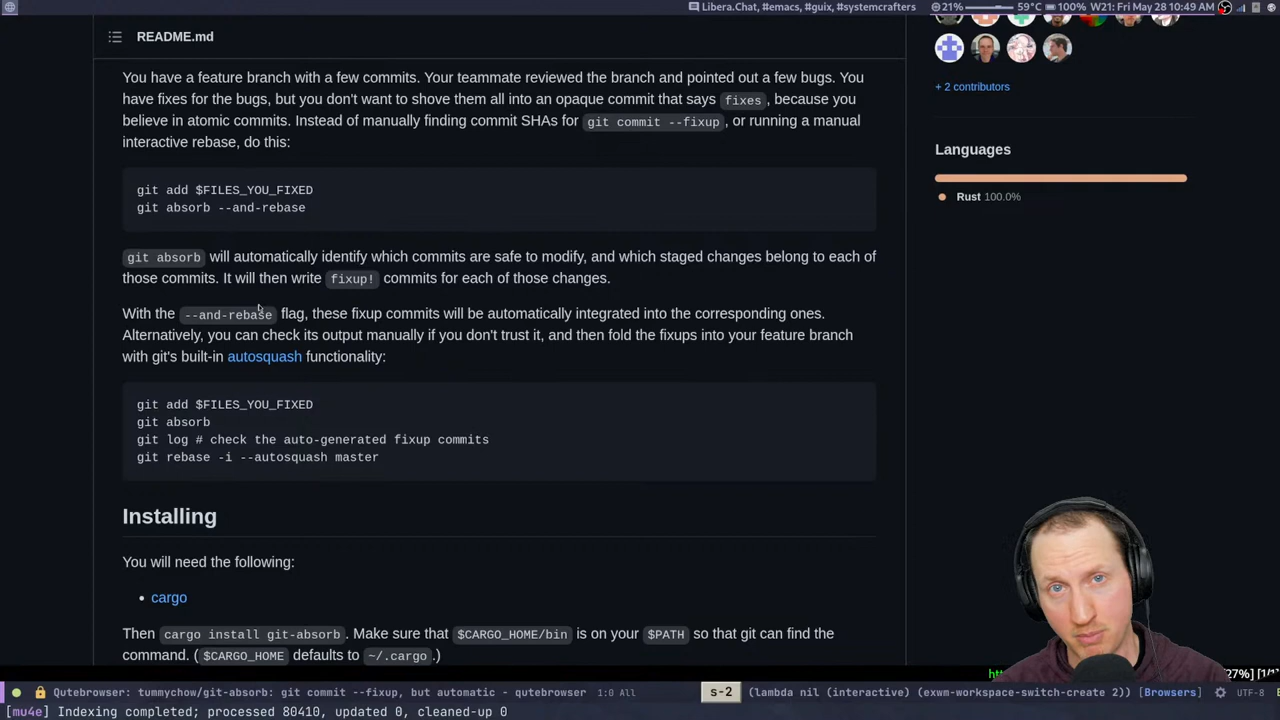 Libera.Chat, #emacs, #guix, #systemcrafters
21% 59°C 100% W21: Fri May 28 10:49 AM
README.md
You have a feature branch with a few commits. Your teammate reviewed the branch and pointed out a few bugs. You
have fixes for the bugs, but you don't want to shove them all into an opaque commit that says fixes, because you
believe in atomic commits. Instead of manually finding commit SHAs for git commit --fixup, or running a manual
interactive rebase, do this:
git add $FILES_YOU_FIXED
git absorb --and-rebase
git absorb will automatically identify which commits are safe to modify, and which staged changes belong to each of
those commits. It will then write fixup! commits for each of those changes.
With the --and-rebase flag, these fixup commits will be automatically integrated into the corresponding ones.
Alternatively, you can check its output manually if you don't trust it, and then fold the fixups into your feature branch
with git's built-in autosquash functionality:
git add $FILES_YOU_FIXED
git absorb
git log # check the auto-generated fixup commits
git rebase -i --autosquash master
Installing
You will need the following:
• cargo
Then cargo install git-absorb. Make sure that $CARGO_HOME/bin is on your $PATH so that git can find the
command. ($CARGO_HOME defaults to ~/.cargo.)
+ 2 contributors
Languages
Rust 100.0%
27%] [1/1]
Qutebrowser: tummychow/git-absorb: git commit --fixup, but automatic - qutebrowser 1:0 All
s-2
(lambda nil (interactive) (exwm-workspace-switch-create 2)) [Browsers]
UTF-8
[mu4e] Indexing completed; processed 80410, updated 0, cleaned-up 0